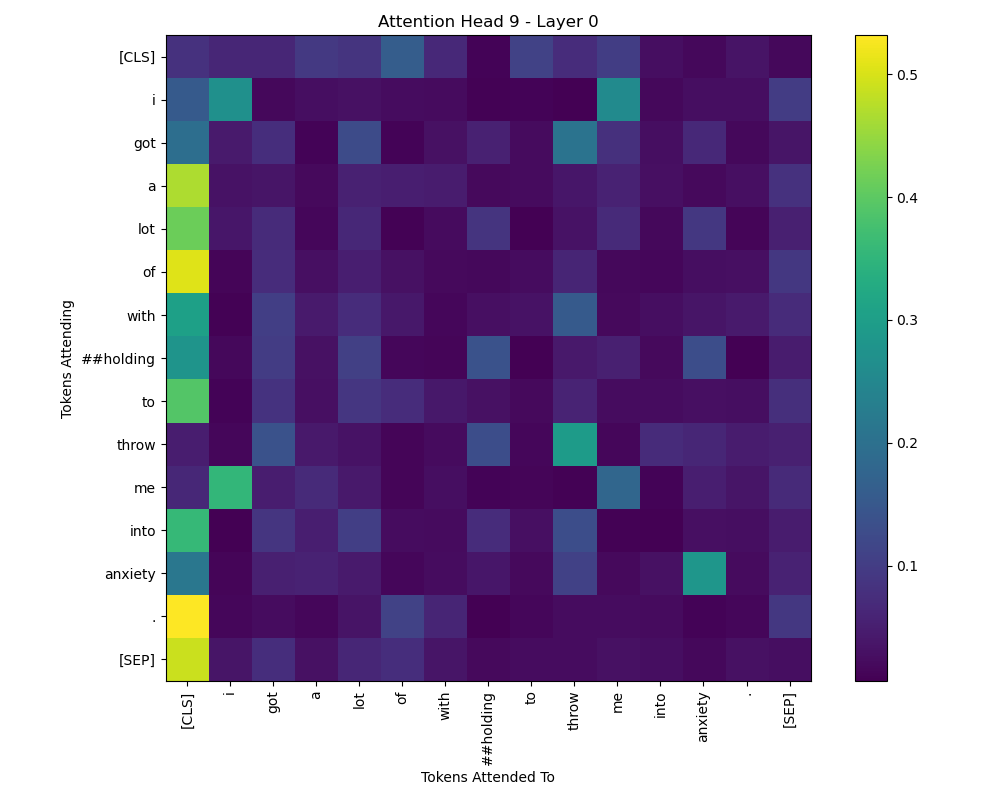 Attention Head 9 - Layer 0
[CLS]
i
got
a
lot
of
with
##holding
to
throw
me
into
anxiety
.
[SEP]
Tokens Attending
[CLS]
i
got
a
lot
of
with
##holding
to
throw
me
into
anxiety
.
[SEP]
Tokens Attended To
0.5
0.4
0.3
0.2
0.1